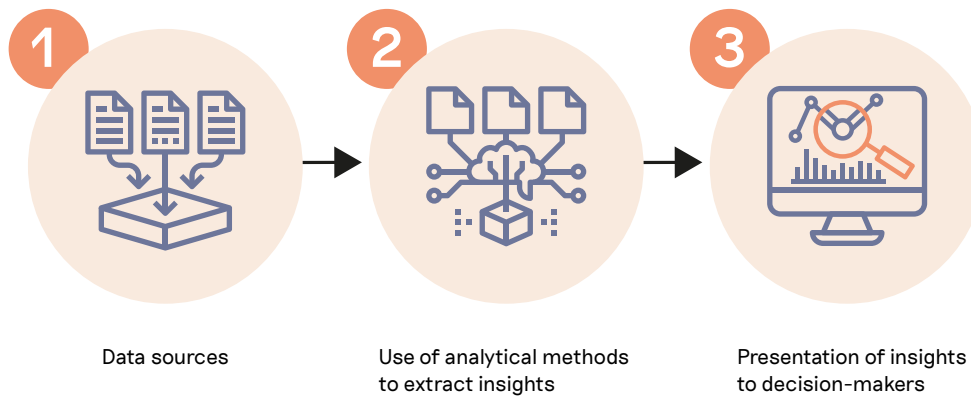 1
2
3
Data sources
Use of analytical methods
to extract insights
Presentation of insights
to decision-makers